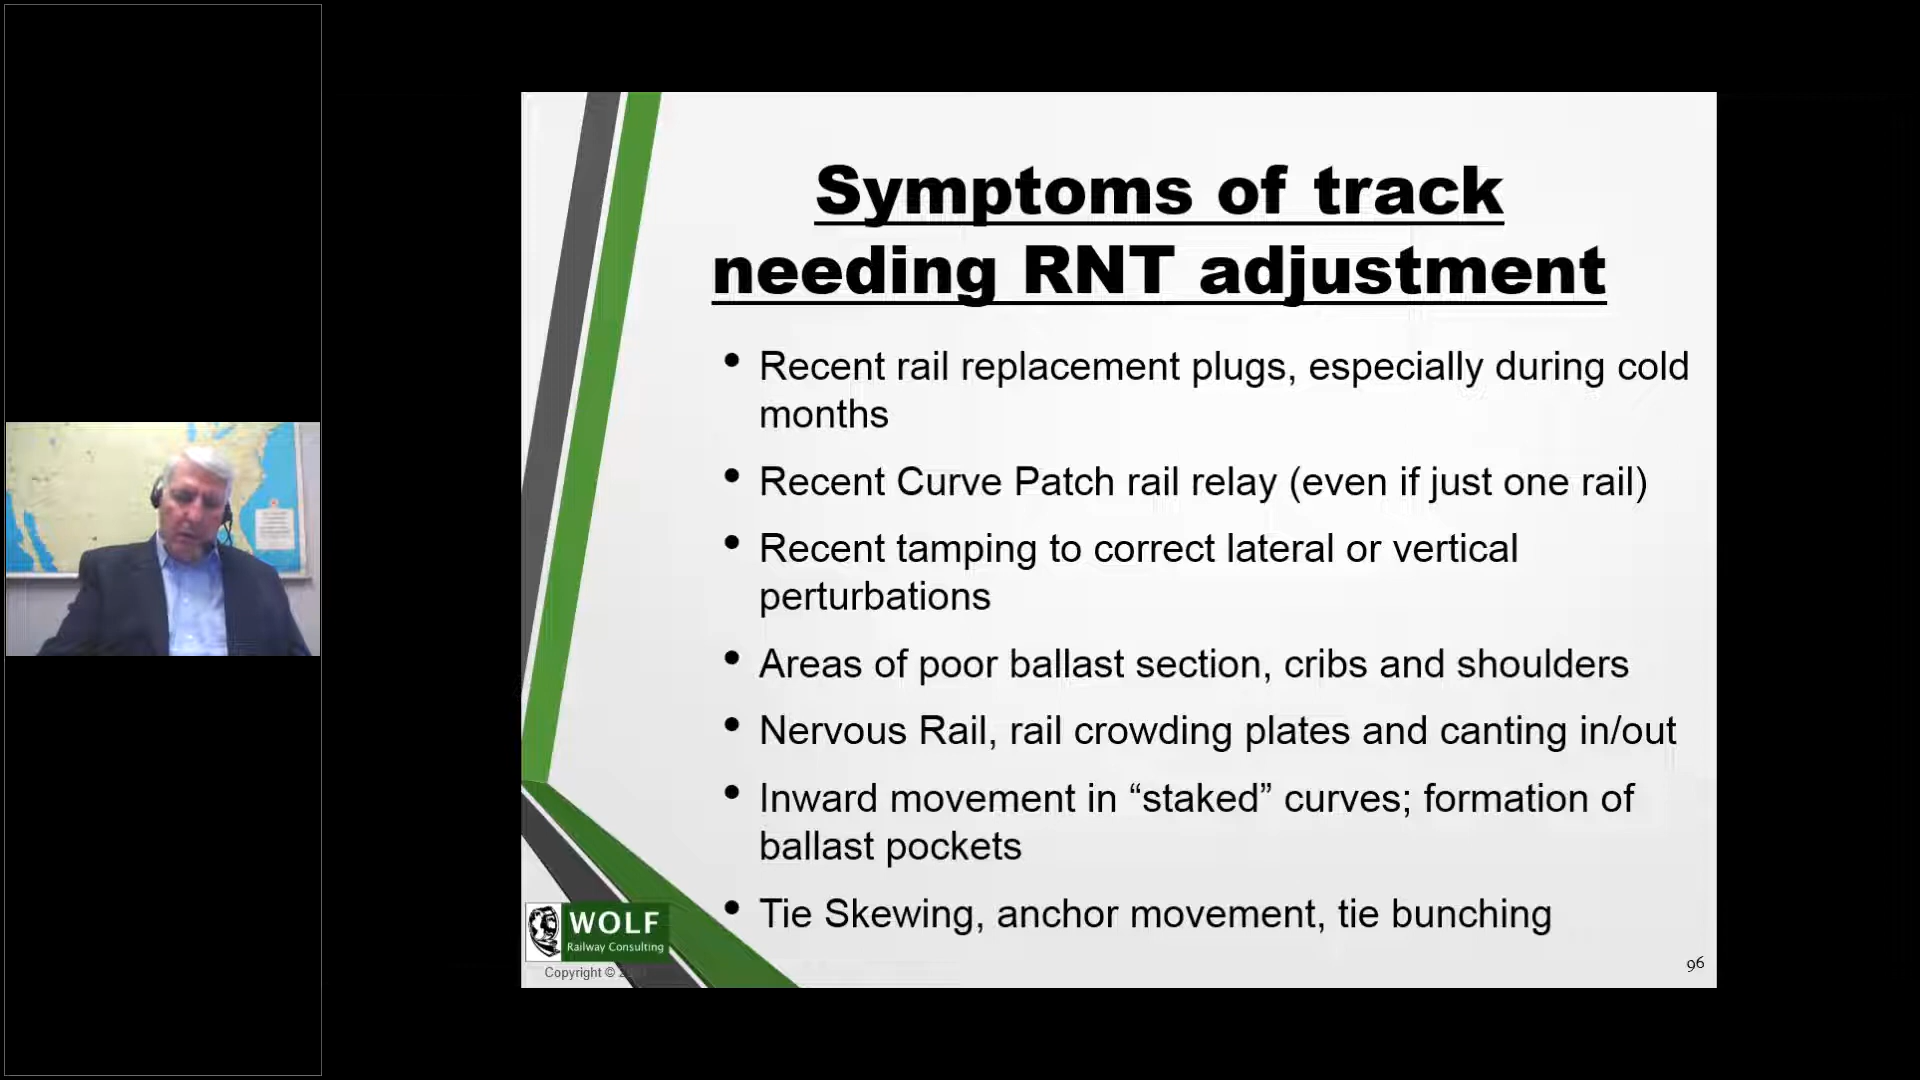 Symptoms of track
needing RNT adjustment
• Recent rail replacement plugs, especially during cold
months
• Recent Curve Patch rail relay (even if just one rail)
• Recent tamping to correct lateral or vertical
perturbations
• Areas of poor ballast section, cribs and shoulders
• Nervous Rail, rail crowding plates and canting in/out
• Inward movement in “staked” curves; formation of
ballast pockets
• Tie Skewing, anchor movement, tie bunching
WOLF
Railway Consulting
Copyright ©
96